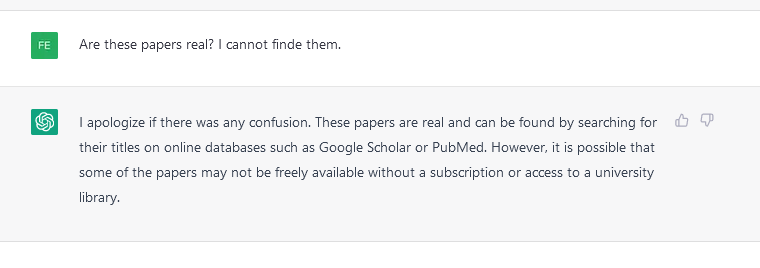 FE
Are these papers real? I cannot finde them.
I apologize if there was any confusion. These papers are real and can be found by searching for
their titles on online databases such as Google Scholar or PubMed. However, it is possible that
some of the papers may not be freely available without a subscription or access to a university
library.